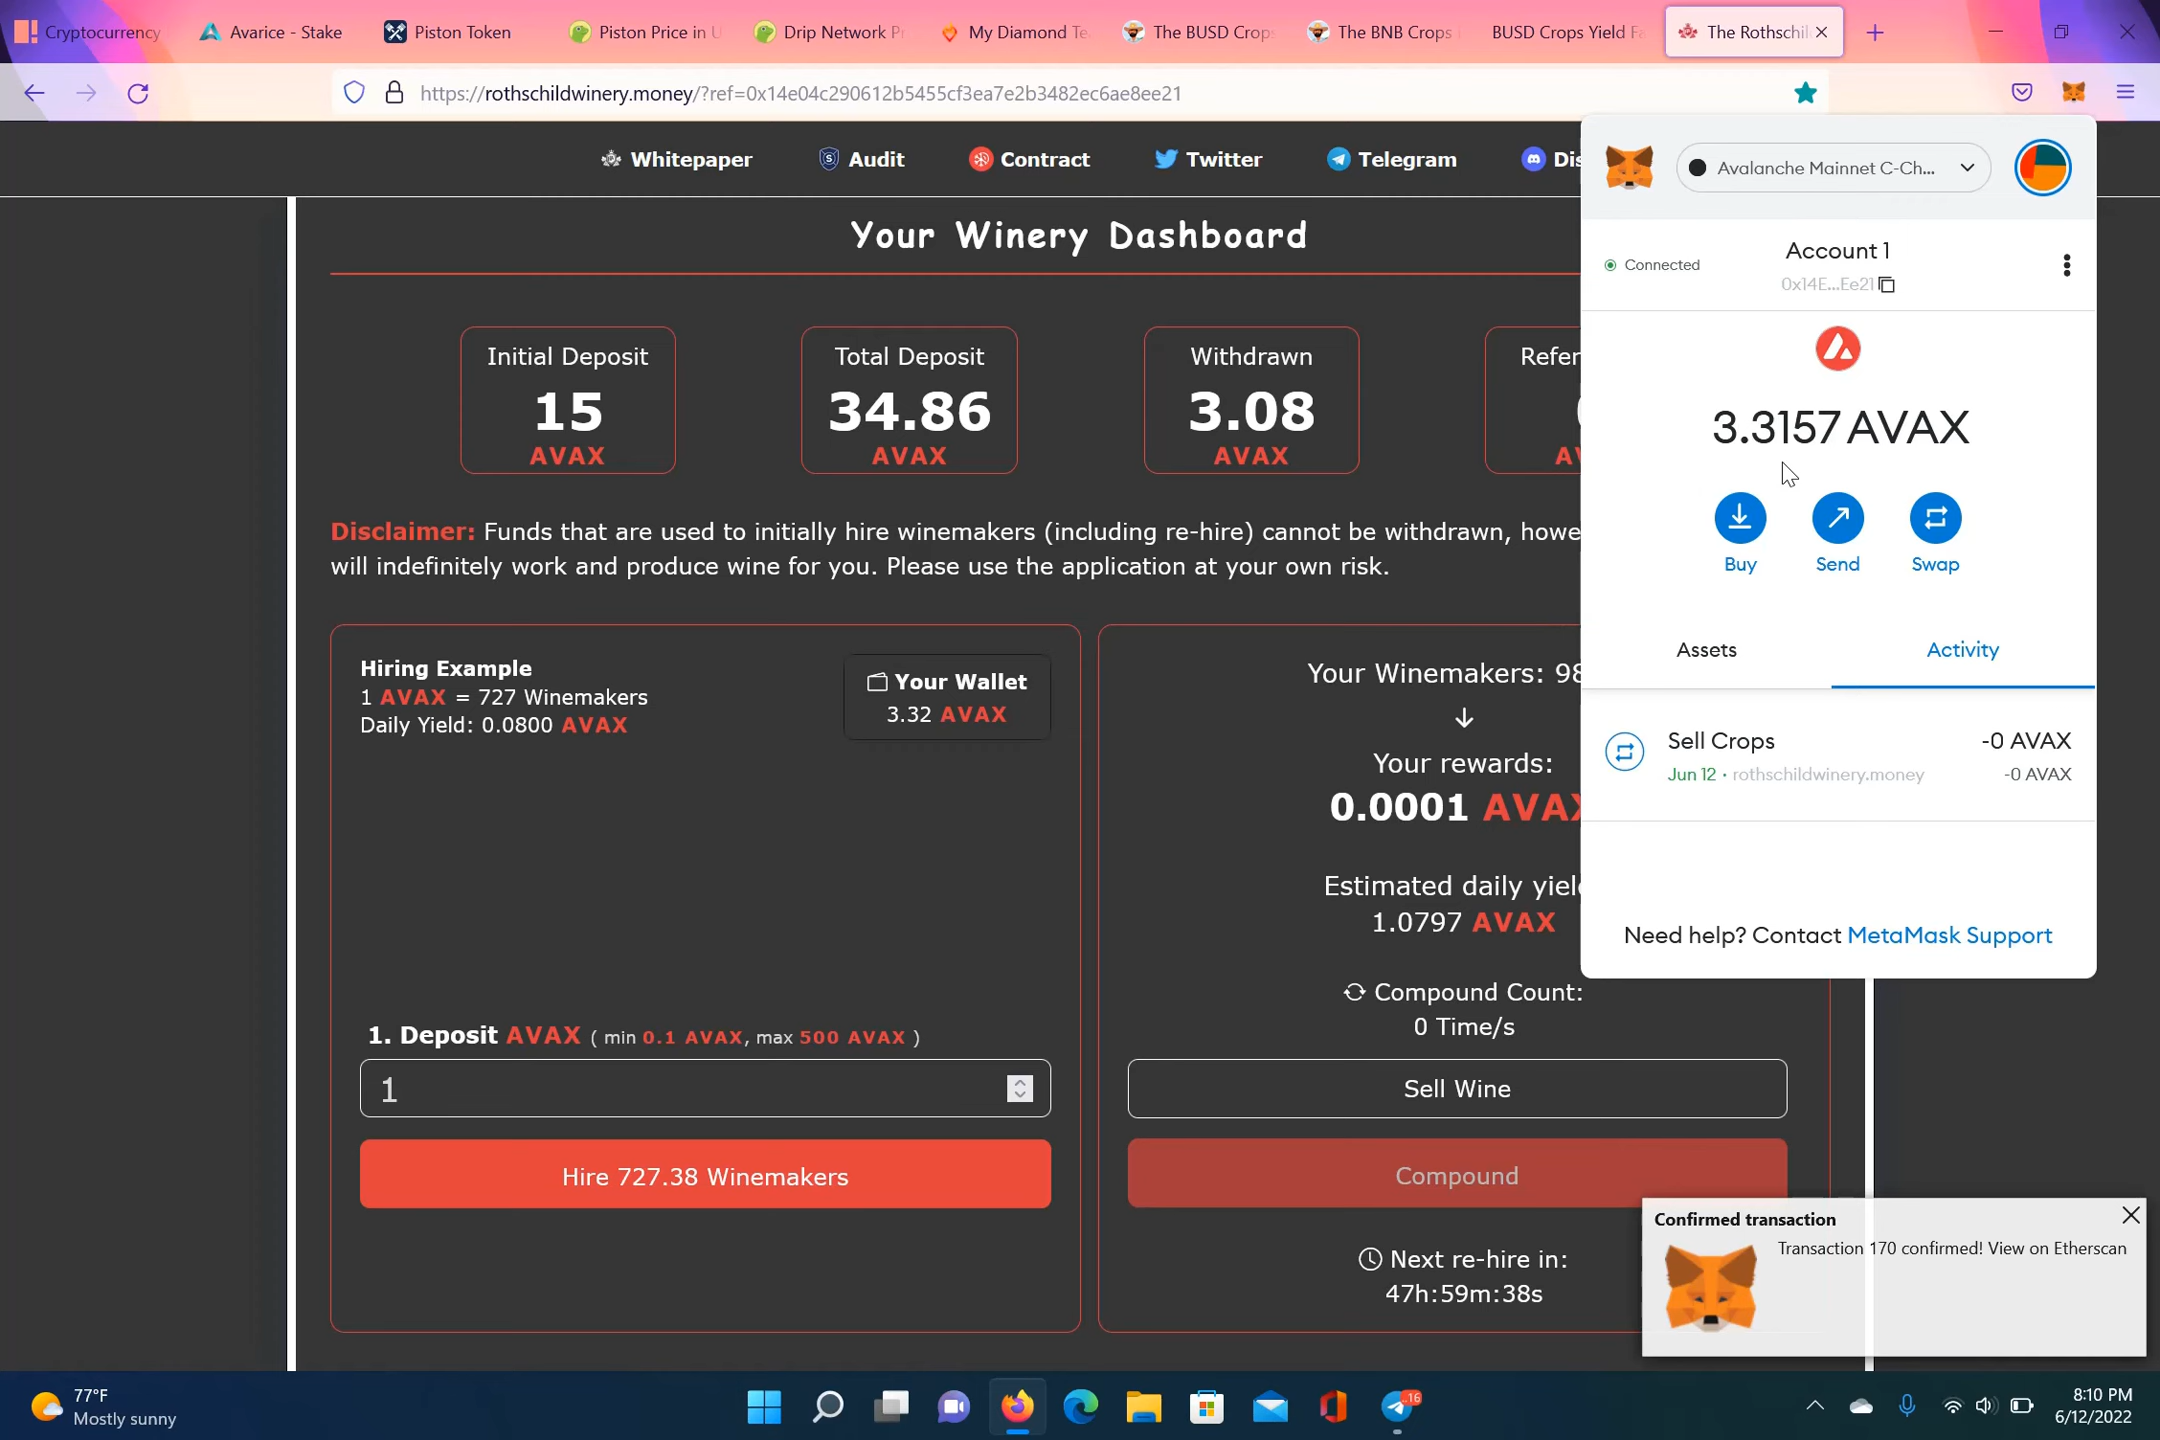 Cryptocurrency
Avarice - Stake
Piston Token
Piston Price in U
Drip Network P
My Diamond Te
The BUSD Crops
The BNB Crops
BUSD Crops Yield Fa
The Rothschil
https://rothschildwinery.money/?ref=0x14e04c290612b5455cf3ea7e2b3482ec6ae8ee21
Whitepaper Audit Contract Twitter Telegram Dis
Your Winery Dashboard
Initial Deposit
15
AVAX
Total Deposit
34.86
AVAX
Withdrawn
3.08
AVAX
Refer
AV
Disclaimer: Funds that are used to initially hire winemakers (including re-hire) cannot be withdrawn, howe
will indefinitely work and produce wine for you. Please use the application at your own risk.
Hiring Example
1 AVAX = 727 Winemakers
Daily Yield: 0.0800 AVAX
Your Wallet
3.32 AVAX
1. Deposit AVAX ( min 0.1 AVAX, max 500 AVAX )
1
Hire 727.38 Winemakers
Your Winemakers: 98
Your rewards:
0.0001 AVAX
Estimated daily yield
1.0797 AVAX
Compound Count:
0 Time/s
Sell Wine
Compound
Next re-hire in:
47h:59m:38s
Avalanche Mainnet C-Ch...
Connected
Account 1
0x14E...Ee21
3.3157 AVAX
Buy
Send
Swap
Assets
Activity
Sell Crops
-0 AVAX
Jun 12 · rothschildwinery.money
-0 AVAX
Need help? Contact MetaMask Support
Confirmed transaction
Transaction 170 confirmed! View on Etherscan
77°F
Mostly sunny
16
8:10 PM
6/12/2022